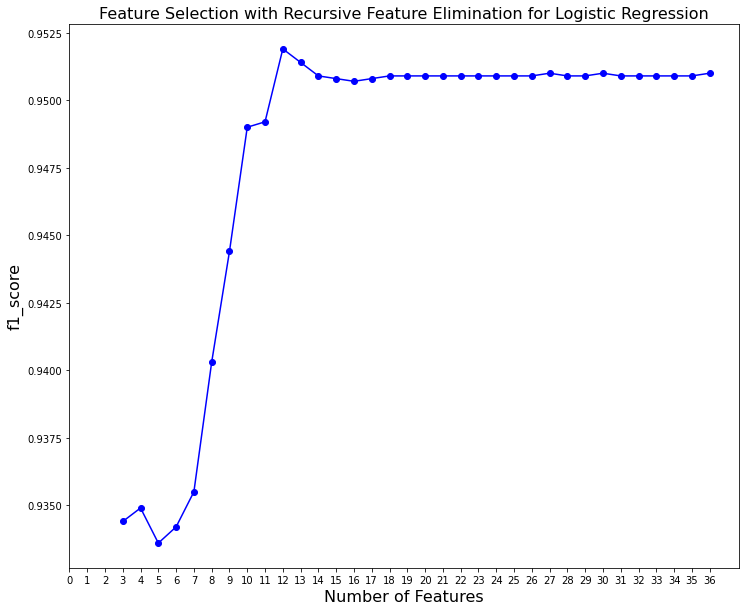 Feature Selection with Recursive Feature Elimination for Logistic Regression
0.9525
0.9500
0.9475
0.9450
0.9425
0.9400
0.9375
0.9350
f1_score
0 1 2 3 4 5 6 7 8 9 10 11 12 13 14 15 16 17 18 19 20 21 22 23 24 25 26 27 28 29 30 31 32 33 34 35 36
Number of Features